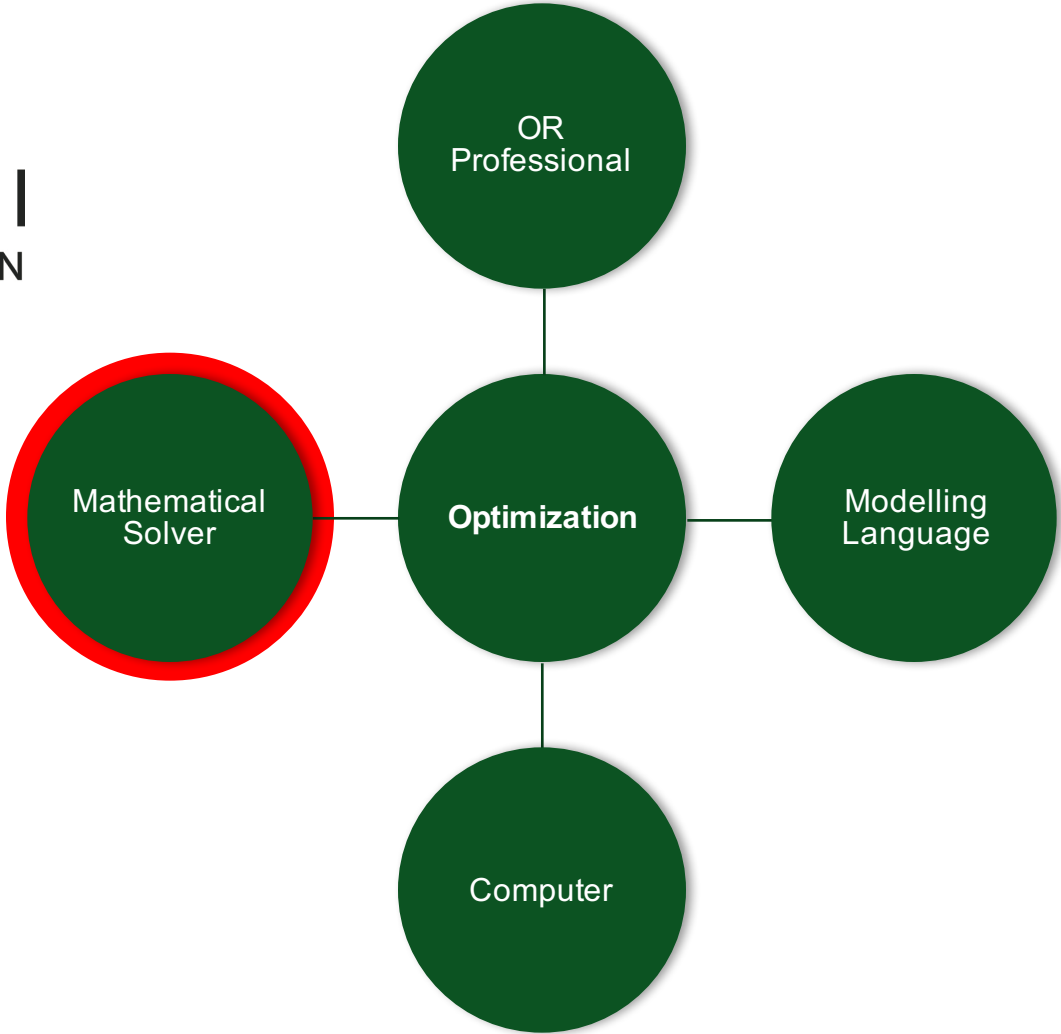 OR
Professional
I
N
Mathematical
Solver
Optimization
Modelling
Language
Computer